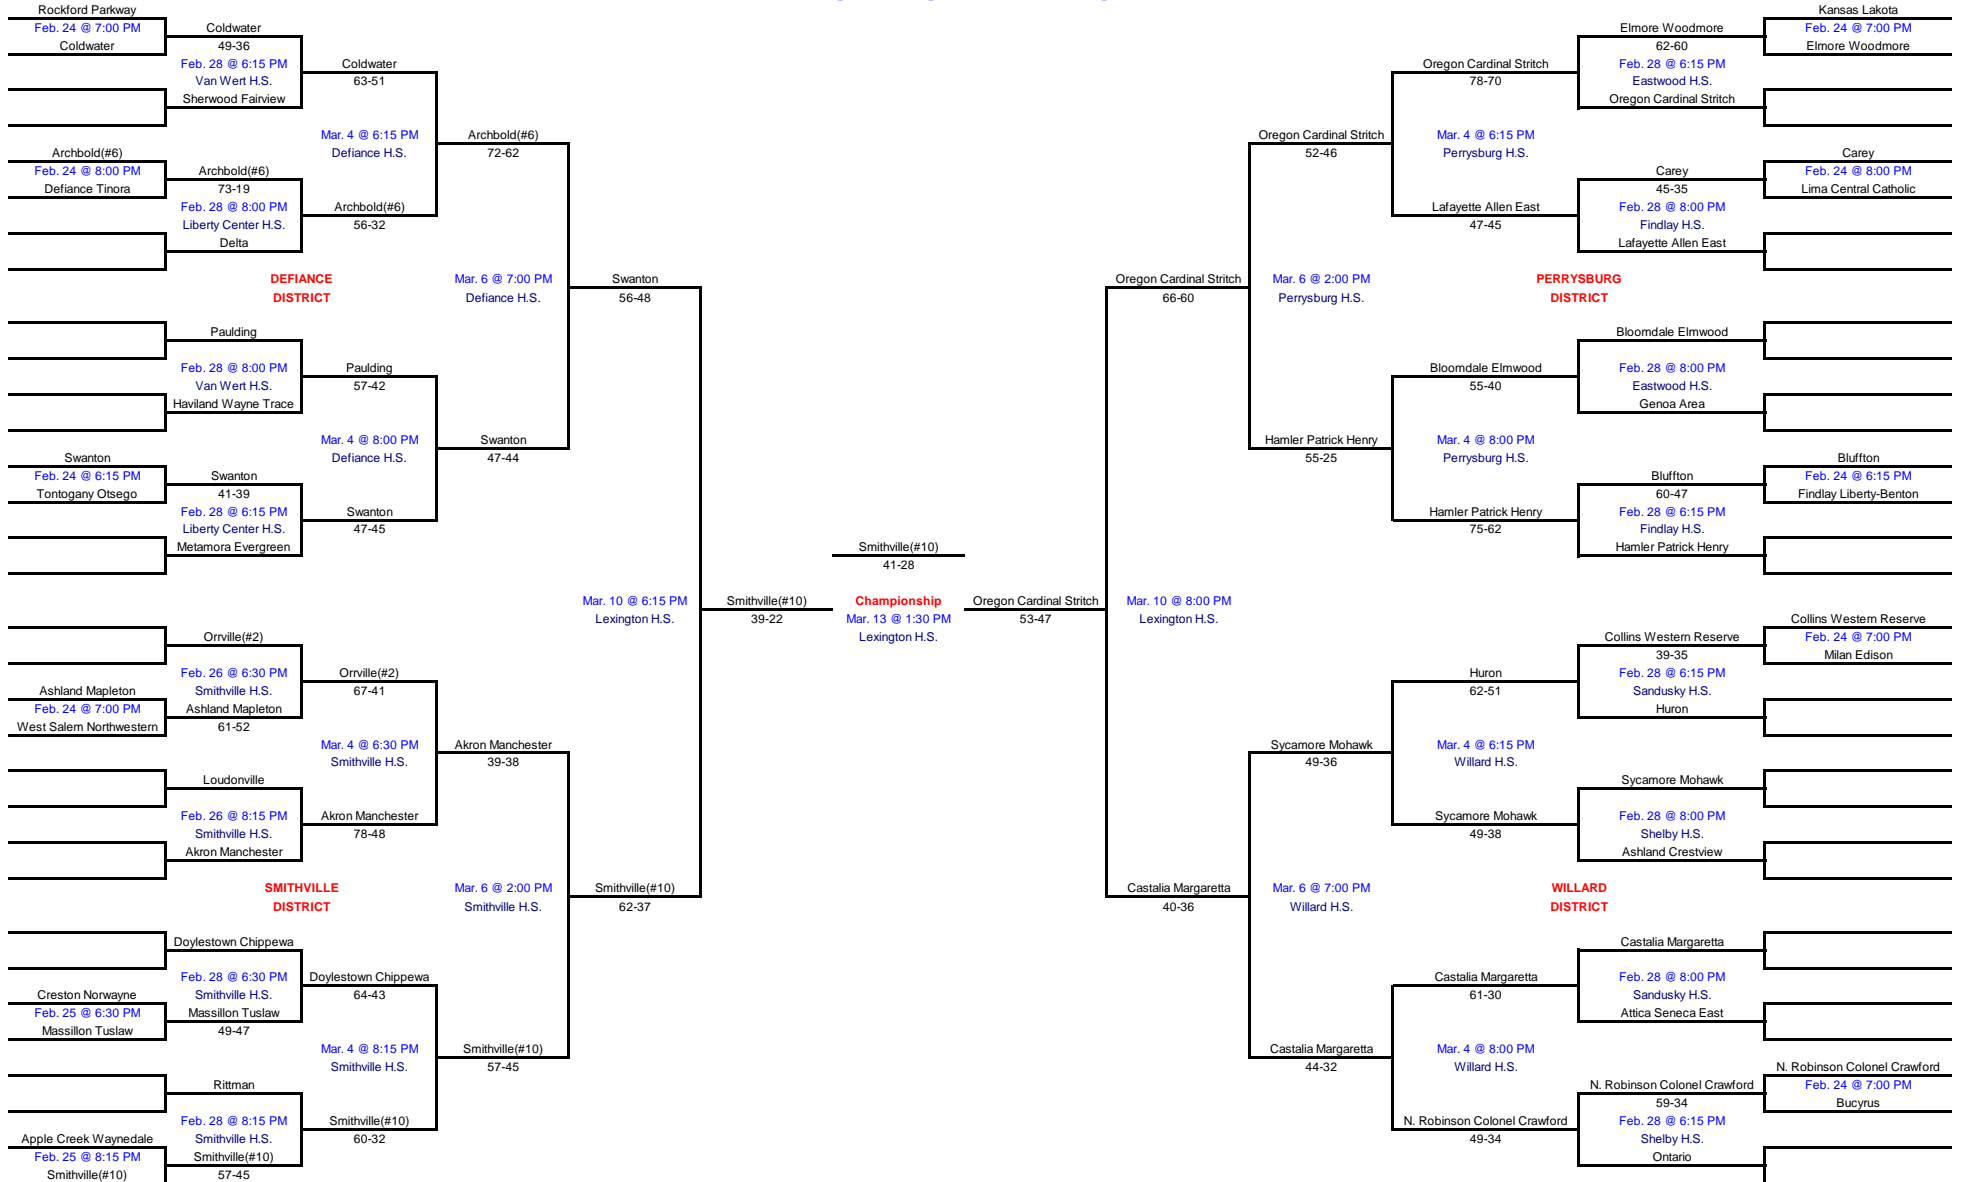 Rockford Parkway
Feb. 24 @ 7:00 PM
Coldwater
Coldwater
49-36
Feb. 28 @ 6:15 PM
Van Wert H.S.
Sherwood Fairview
Coldwater
63-51
Mar. 4 @ 6:15 PM
Defiance H.S.
Archbold(#6)
72-62
Archbold(#6)
Feb. 24 @ 8:00 PM
Defiance Tinora
Archbold(#6)
73-19
Feb. 28 @ 8:00 PM
Liberty Center H.S.
Delta
Archbold(#6)
56-32
DEFIANCE
DISTRICT
Mar. 6 @ 7:00 PM
Defiance H.S.
Swanton
56-48
Paulding
Feb. 28 @ 8:00 PM
Van Wert H.S.
Haviland Wayne Trace
Paulding
57-42
Mar. 4 @ 8:00 PM
Defiance H.S.
Swanton
47-44
Swanton
Feb. 24 @ 6:15 PM
Tontogany Otsego
Swanton
41-39
Feb. 28 @ 6:15 PM
Liberty Center H.S.
Metamora Evergreen
Swanton
47-45
Mar. 10 @ 6:15 PM
Lexington H.S.
Smithville(#10)
39-22
Orrville(#2)
Feb. 26 @ 6:30 PM
Smithville H.S.
Ashland Mapleton
61-52
Ashland Mapleton
Feb. 24 @ 7:00 PM
West Salem Northwestern
Orrville(#2)
67-41
Mar. 4 @ 6:30 PM
Smithville H.S.
Akron Manchester
39-38
Loudonville
Feb. 26 @ 8:15 PM
Smithville H.S.
Akron Manchester
Akron Manchester
78-48
SMITHVILLE
DISTRICT
Mar. 6 @ 2:00 PM
Smithville H.S.
Smithville(#10)
62-37
Doylestown Chippewa
Feb. 28 @ 6:30 PM
Smithville H.S.
Massillon Tuslaw
49-47
Creston Norwayne
Feb. 25 @ 6:30 PM
Massillon Tuslaw
Doylestown Chippewa
64-43
Mar. 4 @ 8:15 PM
Smithville H.S.
Smithville(#10)
57-45
Rittman
Feb. 28 @ 8:15 PM
Smithville H.S.
Smithville(#10)
57-45
Apple Creek Waynedale
Feb. 25 @ 8:15 PM
Smithville(#10)
Smithville(#10)
60-32
Smithville(#10)
41-28
Championship
Mar. 13 @ 1:30 PM
Lexington H.S.
Oregon Cardinal Stritch
53-47
Mar. 10 @ 8:00 PM
Lexington H.S.
Kansas Lakota
Feb. 24 @ 7:00 PM
Elmore Woodmore
Elmore Woodmore
62-60
Feb. 28 @ 6:15 PM
Eastwood H.S.
Oregon Cardinal Stritch
Oregon Cardinal Stritch
78-70
Mar. 4 @ 6:15 PM
Perrysburg H.S.
Oregon Cardinal Stritch
52-46
Carey
Feb. 24 @ 8:00 PM
Lima Central Catholic
Carey
45-35
Feb. 28 @ 8:00 PM
Findlay H.S.
Lafayette Allen East
Lafayette Allen East
47-45
PERRYSBURG
DISTRICT
Mar. 6 @ 2:00 PM
Perrysburg H.S.
Oregon Cardinal Stritch
66-60
Bloomdale Elmwood
Feb. 28 @ 8:00 PM
Eastwood H.S.
Genoa Area
Bloomdale Elmwood
55-40
Mar. 4 @ 8:00 PM
Perrysburg H.S.
Hamler Patrick Henry
55-25
Bluffton
Feb. 24 @ 6:15 PM
Findlay Liberty-Benton
Bluffton
60-47
Feb. 28 @ 6:15 PM
Findlay H.S.
Hamler Patrick Henry
Hamler Patrick Henry
75-62
Collins Western Reserve
Feb. 24 @ 7:00 PM
Milan Edison
Collins Western Reserve
39-35
Feb. 28 @ 6:15 PM
Sandusky H.S.
Huron
Huron
62-51
Mar. 4 @ 6:15 PM
Willard H.S.
Sycamore Mohawk
49-36
Sycamore Mohawk
Feb. 28 @ 8:00 PM
Shelby H.S.
Ashland Crestview
Sycamore Mohawk
49-38
WILLARD
DISTRICT
Mar. 6 @ 7:00 PM
Willard H.S.
Castalia Margaretta
40-36
Castalia Margaretta
Feb. 28 @ 8:00 PM
Sandusky H.S.
Attica Seneca East
Castalia Margaretta
61-30
Mar. 4 @ 8:00 PM
Willard H.S.
Castalia Margaretta
44-32
N. Robinson Colonel Crawford
Feb. 24 @ 7:00 PM
Bucyrus
N. Robinson Colonel Crawford
59-34
Feb. 28 @ 6:15 PM
Shelby H.S.
Ontario
N. Robinson Colonel Crawford
49-34